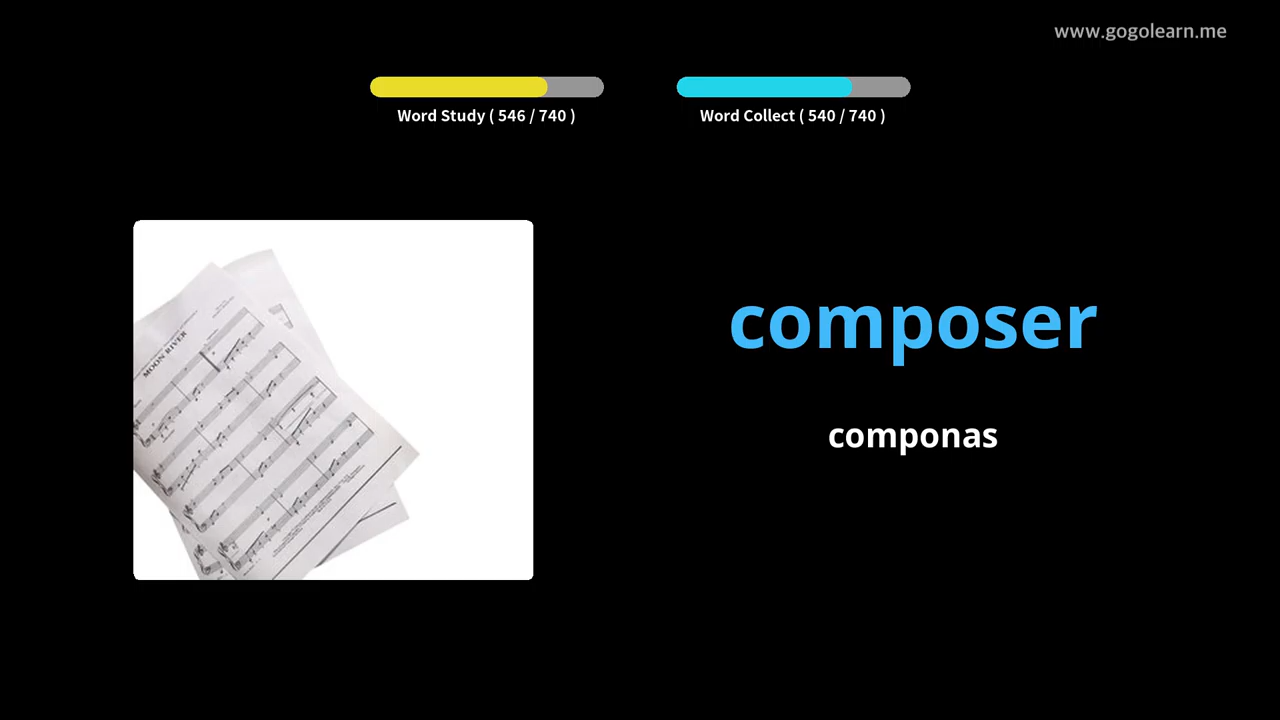 www.gogolearn.me
Word Study ( 546 / 740 )
Word Collect ( 540 / 740 )
MOON RIVER
composer
componas